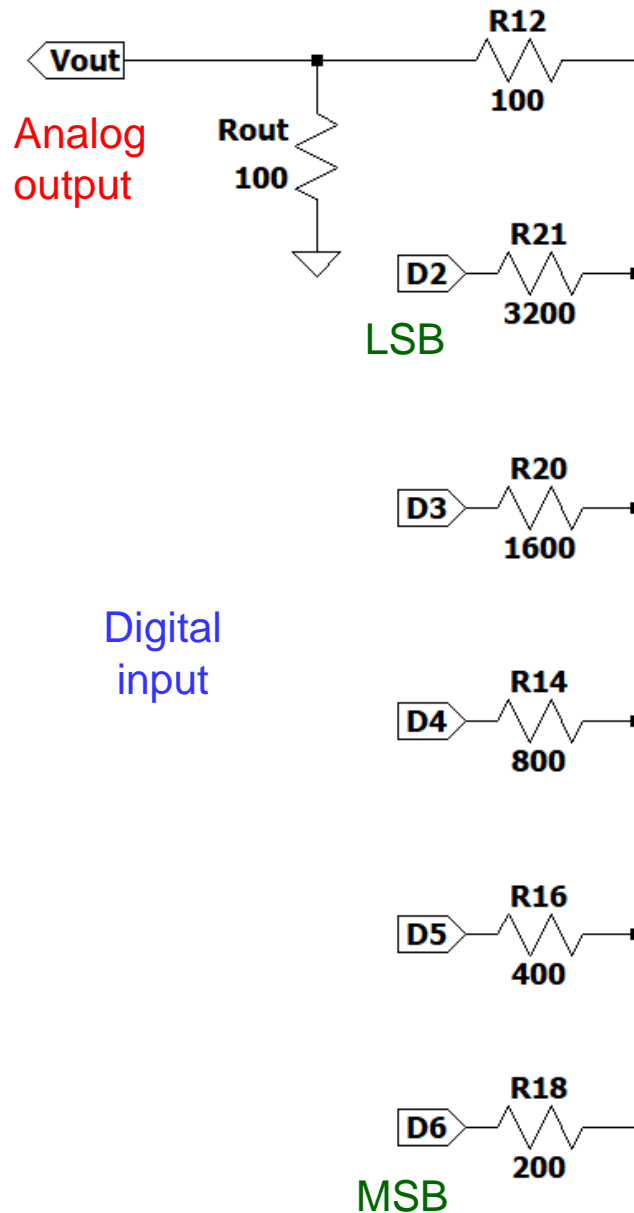 Vout
R12
100
Analog
output
Rout
100
R21
D2
3200
LSB
R20
D3
1600
Digital
input
R14
D4
800
R16
D5
400
R18
D6
200
MSB